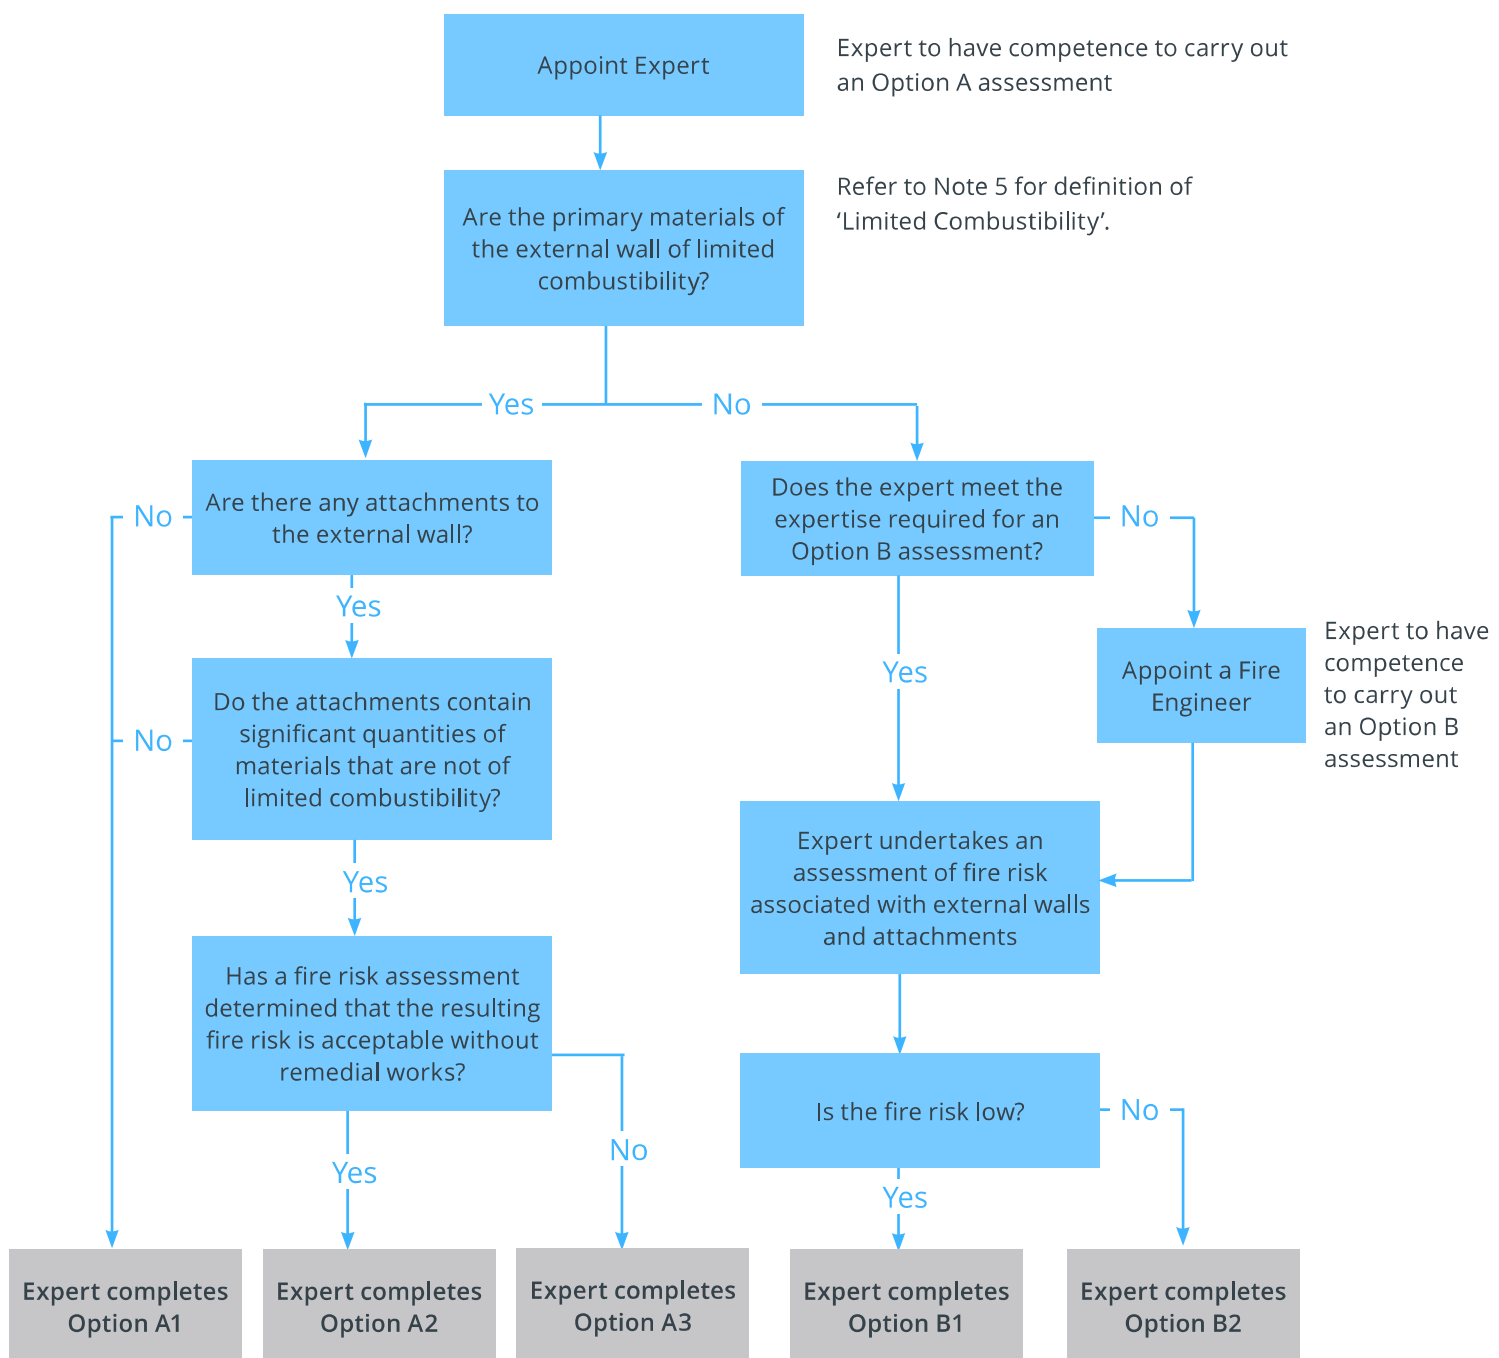 Appoint Expert
Expert to have competence to carry out
an Option A assessment
Are the primary materials of
the external wall of limited
combustibility?
Refer to Note 5 for definition of
‘Limited Combustibility’.
Yes
No
Are there any attachments to
the external wall?
No
Yes
Does the expert meet the
expertise required for an
Option B assessment?
No
Yes
Appoint a Fire
Engineer
Expert to have
competence
to carry out
an Option B
assessment
Do the attachments contain
significant quantities of
materials that are not of
limited combustibility?
No
Yes
Expert undertakes an
assessment of fire risk
associated with external walls
and attachments
Has a fire risk assessment
determined that the resulting
fire risk is acceptable without
remedial works?
Yes
No
Is the fire risk low?
No
Yes
Expert completes
Option A1
Expert completes
Option A2
Expert completes
Option A3
Expert completes
Option B1
Expert completes
Option B2